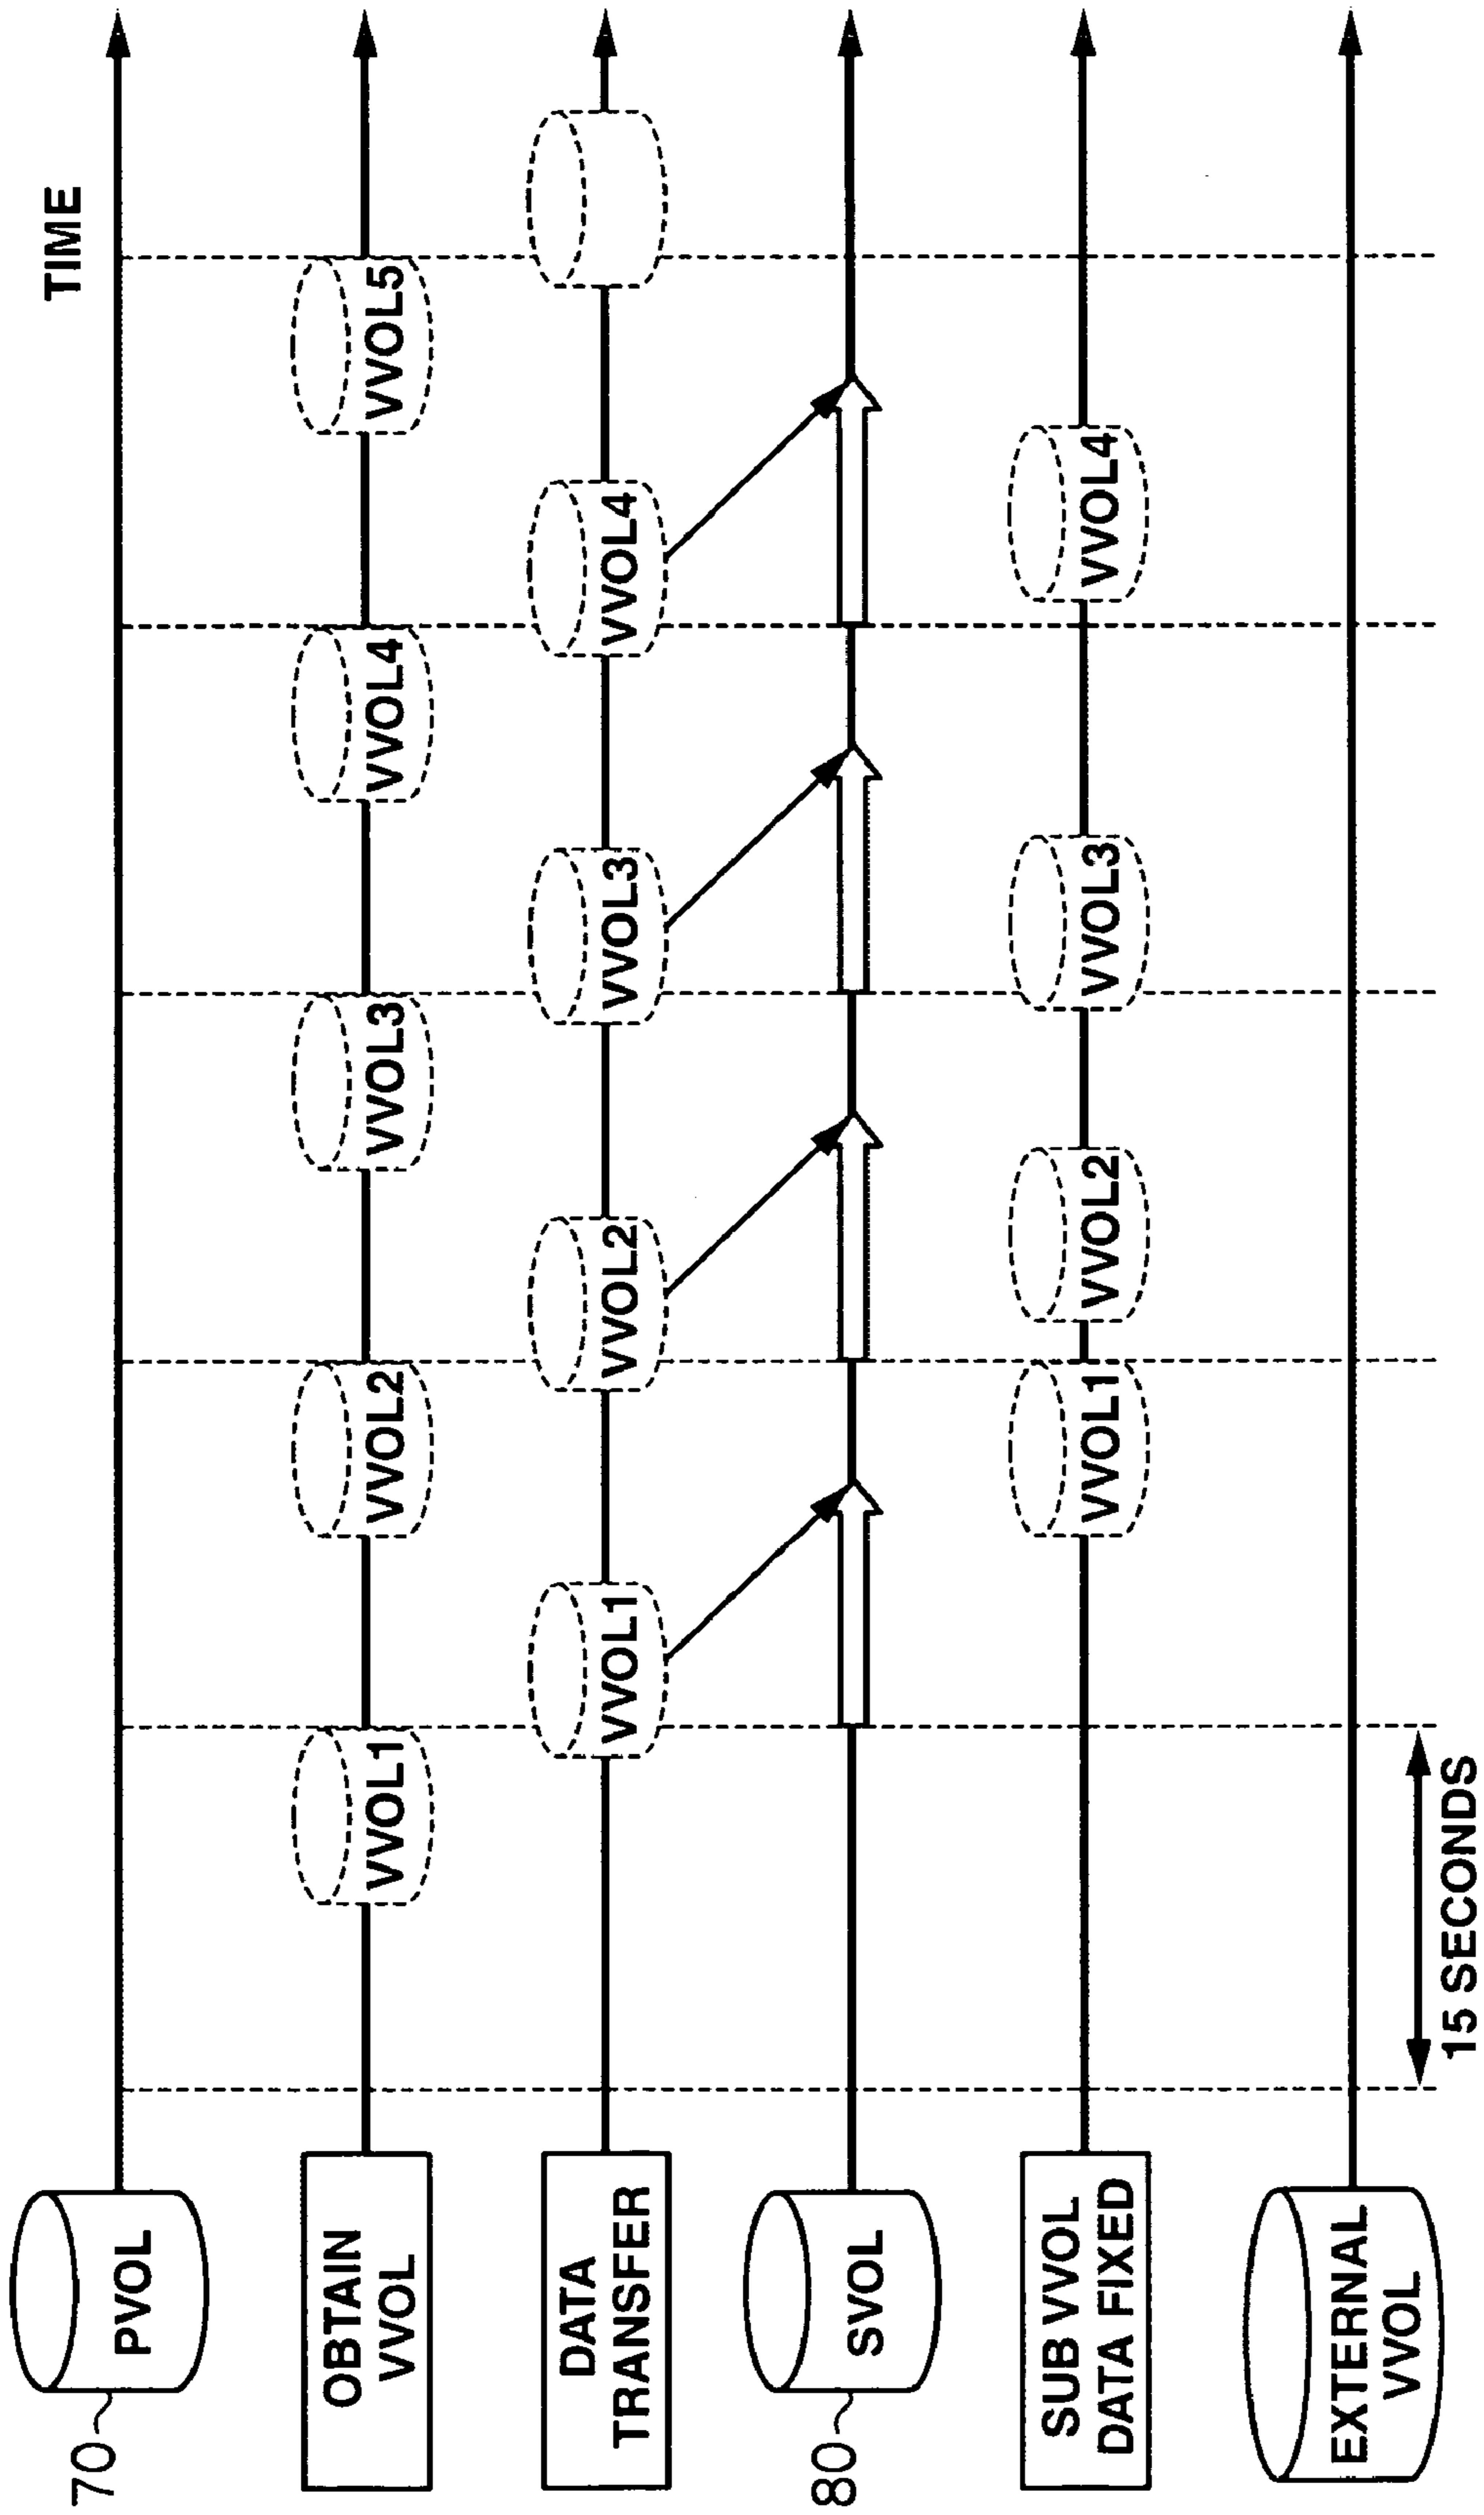 TIME
70
PVOL
OBTAIN
VVOL
VVOL1
VVOL2
VVOL3
VVOL4
VVOL5
DATA
TRANSFER
VVOL1
VVOL2
VVOL3
VVOL4
80
SVOL
SUB VVOL
DATA FIXED
VVOL1
VVOL2
VVOL3
VVOL4
EXTERNAL
VVOL
15 SECONDS